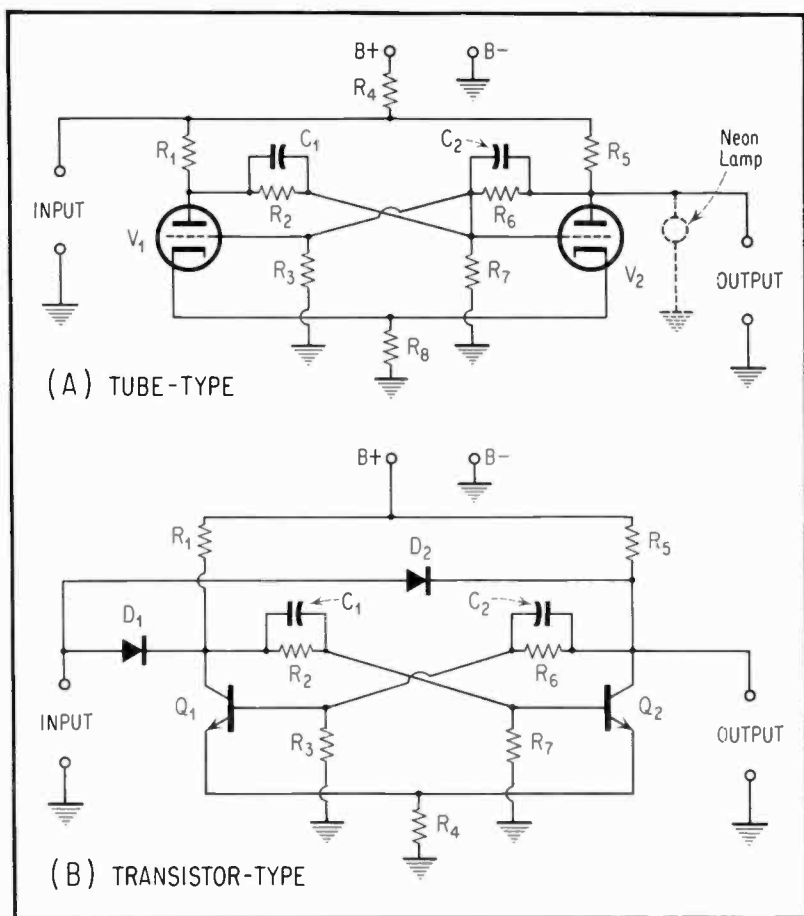 B+
B−
R4
R1
C1
C2
R5
Neon
Lamp
INPUT
R2
R6
V1
R3
R7
V2
OUTPUT
R8
(A) TUBE-TYPE
B+
B−
R1
D2
R5
D1
C1
C2
R2
R6
INPUT
Q1
Q2
R3
R7
OUTPUT
R4
(B) TRANSISTOR-TYPE